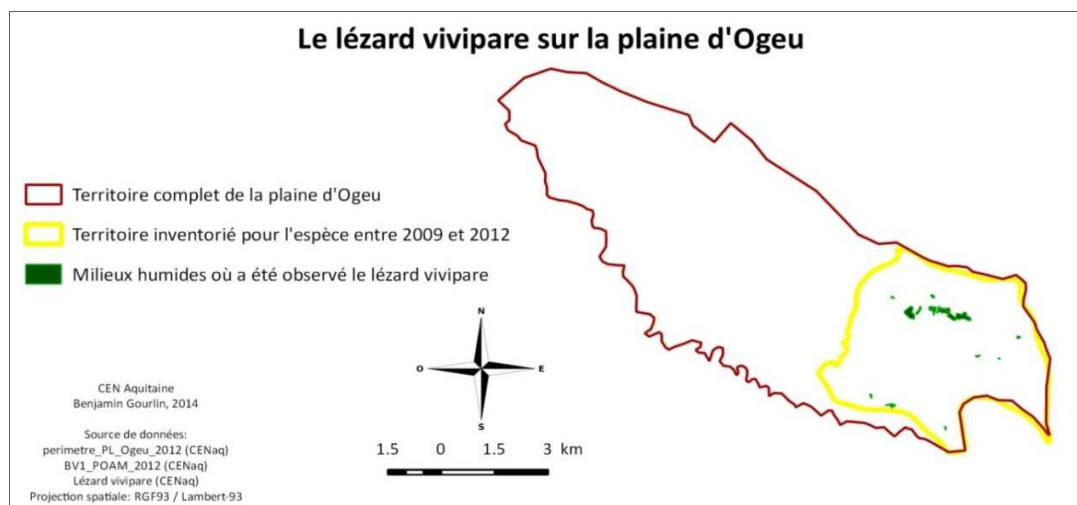 Le lézard vivipare sur la plaine d'Ogeu
Territoire complet de la plaine d'Ogeu
Territoire inventorié pour l'espèce entre 2009 et 2012
Milieux humides où a été observé le lézard vivipare
N
O
E
S
CEN Aquitaine
Benjamin Gourlin, 2014
1.5 0 1.5 3 km
Source de données:
perimetre_PL_Ogeu_2012 (CENaq)
BV1_POAM_2012 (CENaq)
Lézard vivipare (CENaq)
Projection spatiale: RGF93 / Lambert-93